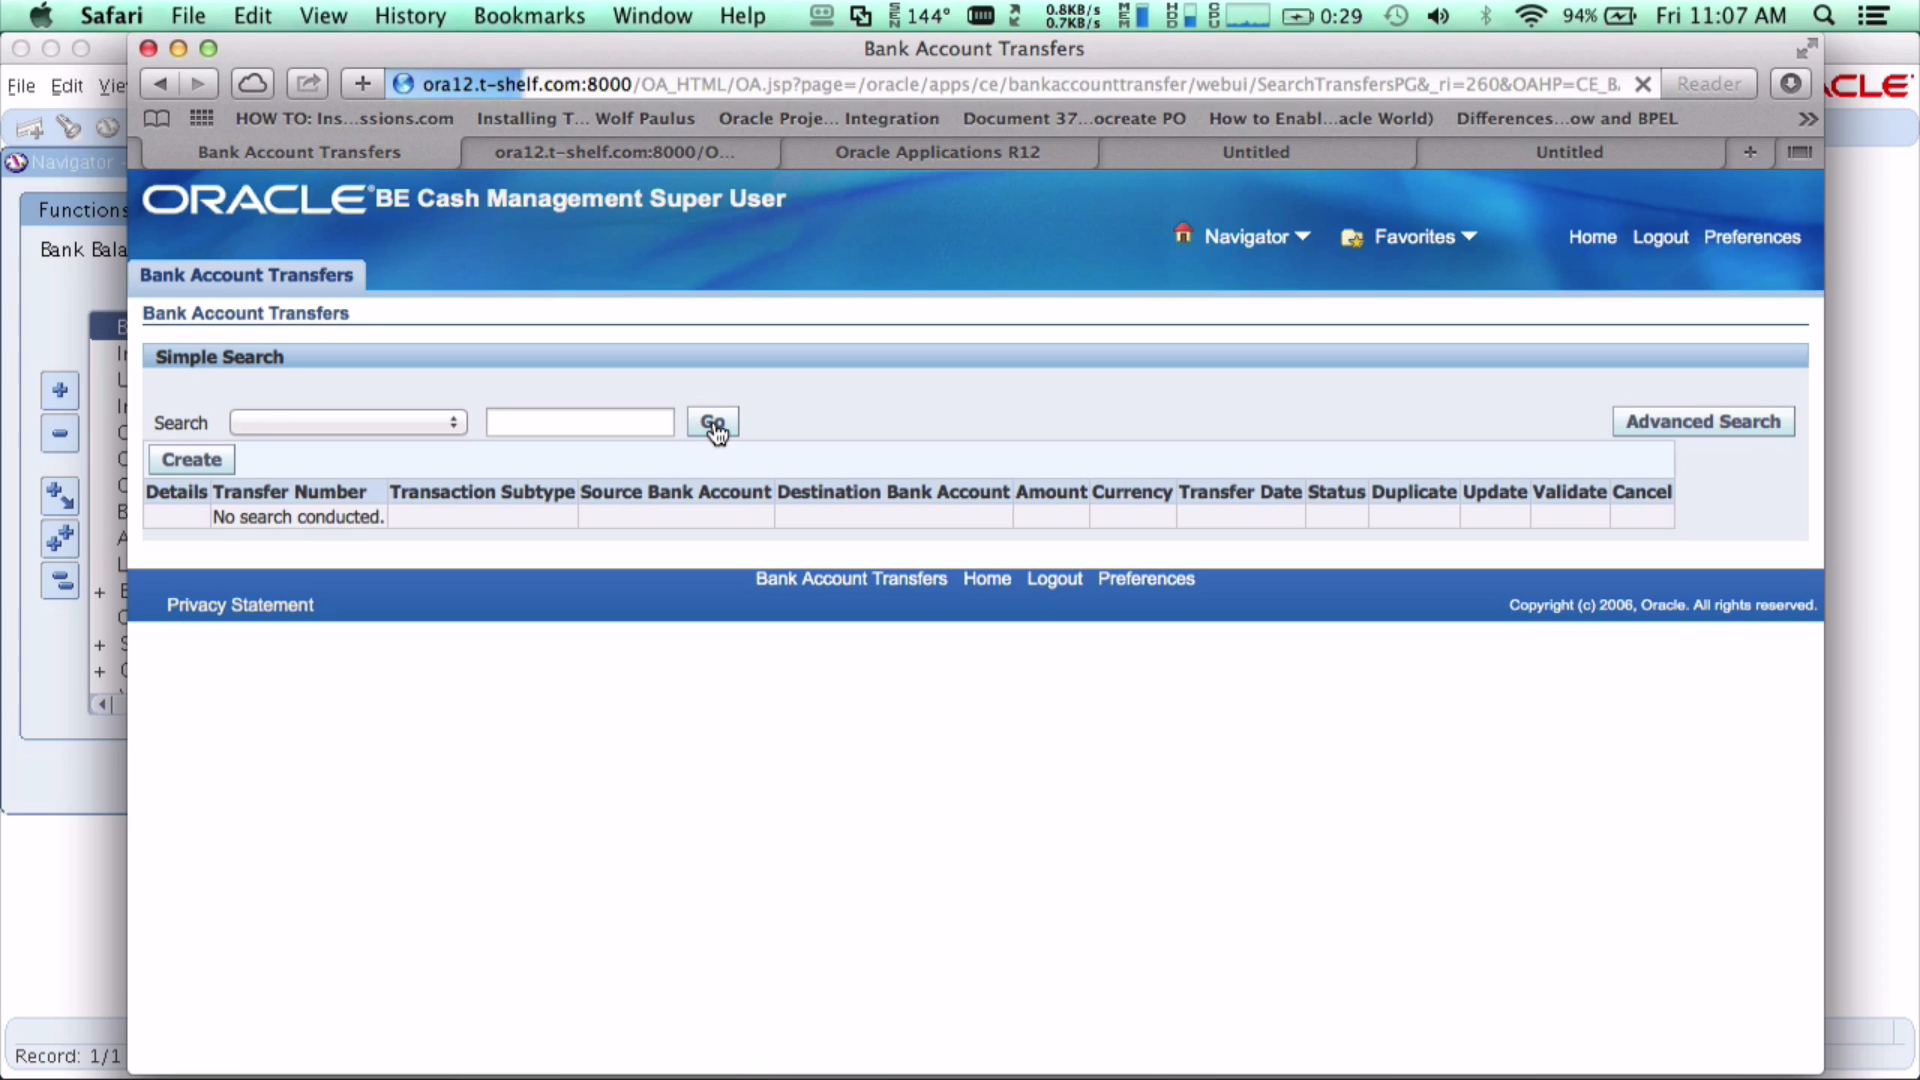 Safari File Edit View History Bookmarks Window Help 144° 0.8KB/s 0.7KB/s 0:29 94% Fri 11:07 AM
Bank Account Transfers
File Edit Vie
ora12.t-shelf.com:8000/OA_HTML/OA.jsp?page=/oracle/apps/ce/bankaccounttransfer/webui/SearchTransfersPG&_ri=260&OAHP=CE_B. Reader
HOW TO: Ins...ssions.com Installing T... Wolf Paulus Oracle Proje... Integration Document 37...ocreate PO How to Enabl...acle World) Differences...ow and BPEL
Navigator
Bank Account Transfers ora12.t-shelf.com:8000/O... Oracle Applications R12 Untitled Untitled
ORACLE® BE Cash Management Super User
Functions
Navigator Favorites Home Logout Preferences
Bank Bala
Bank Account Transfers
Bank Account Transfers
Simple Search
Search Go Advanced Search
Create
Details Transfer Number Transaction Subtype Source Bank Account Destination Bank Account Amount Currency Transfer Date Status Duplicate Update Validate Cancel
No search conducted.
Bank Account Transfers Home Logout Preferences
Privacy Statement Copyright (c) 2006, Oracle. All rights reserved.
Record: 1/1